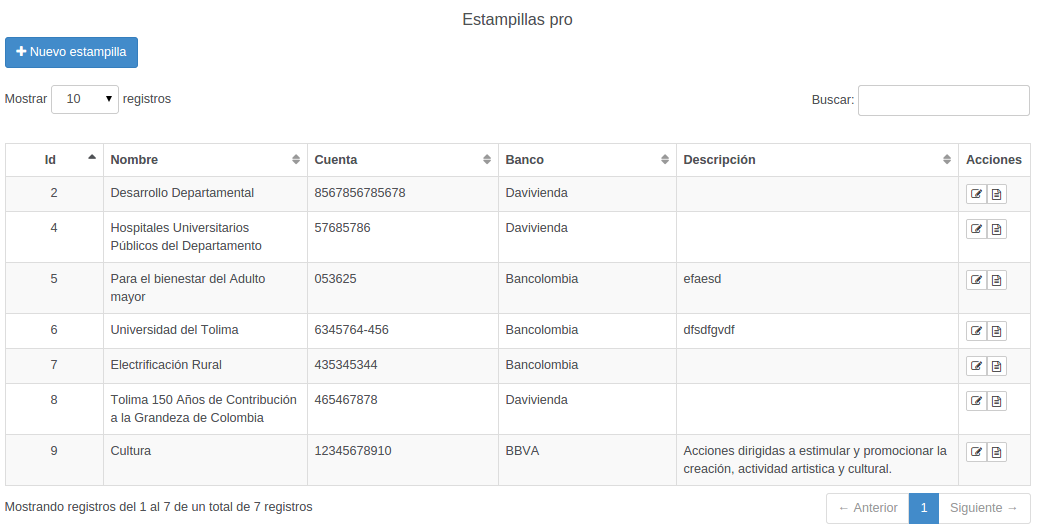 Estampillas pro
Nuevo estampilla
Mostrar 10 registros Buscar:
Id Nombre Cuenta Banco Descripción Acciones
2 Desarrollo Departamental 8567856785678 Davivienda
4 Hospitales Universitarios 57685786 Davivienda
Públicos del Departamento
5 Para el bienestar del Adulto 053625 Bancolombia efaesd
mayor
6 Universidad del Tolima 6345764-456 Bancolombia dfsdfgvdf
7 Electrificación Rural 435345344 Bancolombia
8 Tolima 150 Años de Contribución 465467878 Davivienda
a la Grandeza de Colombia
9 Cultura 12345678910 BBVA Acciones dirigidas a estimular y promocionar la
creación, actividad artistica y cultural.
Mostrando registros del 1 al 7 de un total de 7 registros ← Anterior 1 Siguiente →